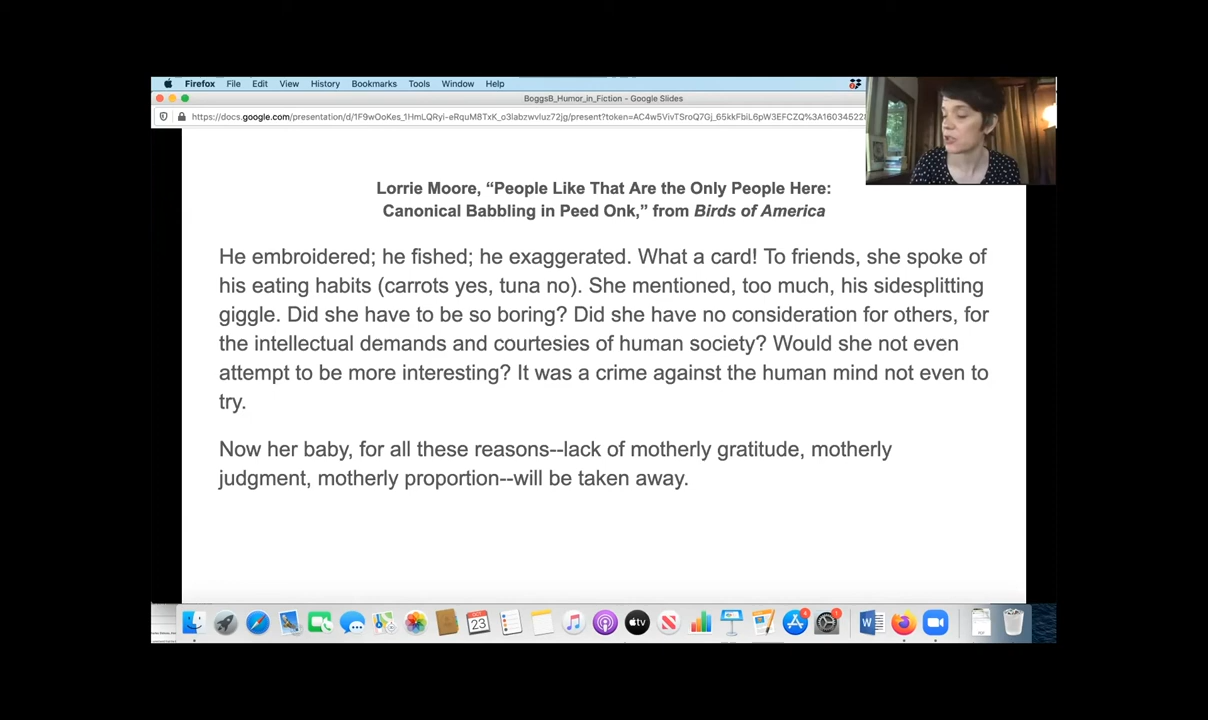 Firefox File Edit View History Bookmarks Tools Window Help
BoggsB_Humor_in_Fiction - Google Slides
Lorrie Moore, “People Like That Are the Only People Here:
Canonical Babbling in Peed Onk,” from Birds of America
He embroidered; he fished; he exaggerated. What a card! To friends, she spoke of
his eating habits (carrots yes, tuna no). She mentioned, too much, his sidesplitting
giggle. Did she have to be so boring? Did she have no consideration for others, for
the intellectual demands and courtesies of human society? Would she not even
attempt to be more interesting? It was a crime against the human mind not even to
try.
Now her baby, for all these reasons--lack of motherly gratitude, motherly
judgment, motherly proportion--will be taken away.
OCT
23
tv
4
1
W